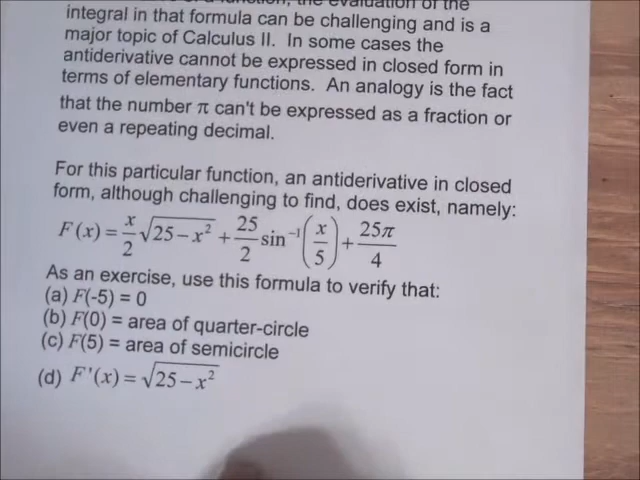 the evaluation of the
integral in that formula can be challenging and is a
major topic of Calculus II. In some cases the
antiderivative cannot be expressed in closed form in
terms of elementary functions. An analogy is the fact
that the number π can't be expressed as a fraction or
even a repeating decimal.
For this particular function, an antiderivative in closed
form, although challenging to find, does exist, namely:
F(x) = x/2 √(25 − x²) + 25/2 sin⁻¹(x/5) + 25π/4
As an exercise, use this formula to verify that:
(a) F(-5) = 0
(b) F(0) = area of quarter-circle
(c) F(5) = area of semicircle
(d) F'(x) = √(25 − x²)